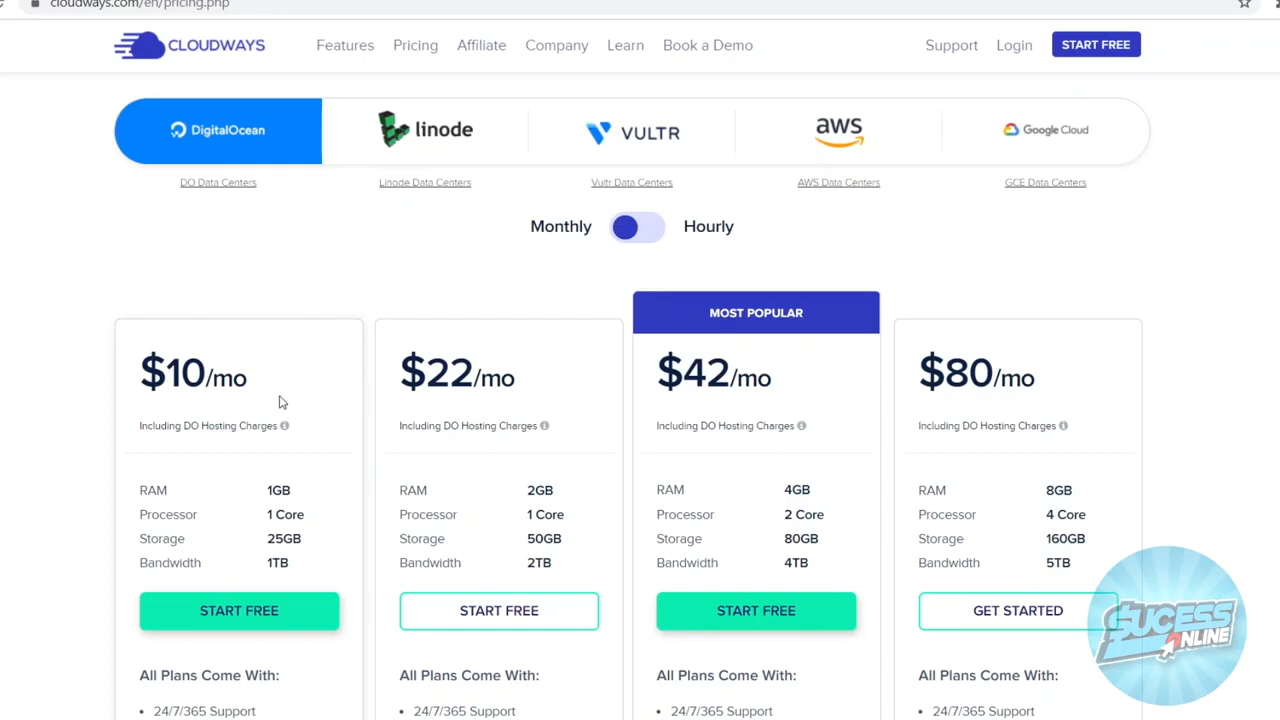 cloudways.com/en/pricing.php
CLOUDWAYS
Features Pricing Affiliate Company Learn Book a Demo
Support Login START FREE
DigitalOcean linode VULTR aws Google Cloud
DO Data Centers Linode Data Centers Vultr Data Centers AWS Data Centers GCE Data Centers
Monthly Hourly
MOST POPULAR
$10/mo $22/mo $42/mo $80/mo
Including DO Hosting Charges Including DO Hosting Charges Including DO Hosting Charges Including DO Hosting Charges
RAM 1GB RAM 2GB RAM 4GB RAM 8GB
Processor 1 Core Processor 1 Core Processor 2 Core Processor 4 Core
Storage 25GB Storage 50GB Storage 80GB Storage 160GB
Bandwidth 1TB Bandwidth 2TB Bandwidth 4TB Bandwidth 5TB
START FREE START FREE START FREE GET STARTED
$UCESS
ONLINE
All Plans Come With: All Plans Come With: All Plans Come With: All Plans Come With:
• 24/7/365 Support • 24/7/365 Support • 24/7/365 Support • 24/7/365 Support